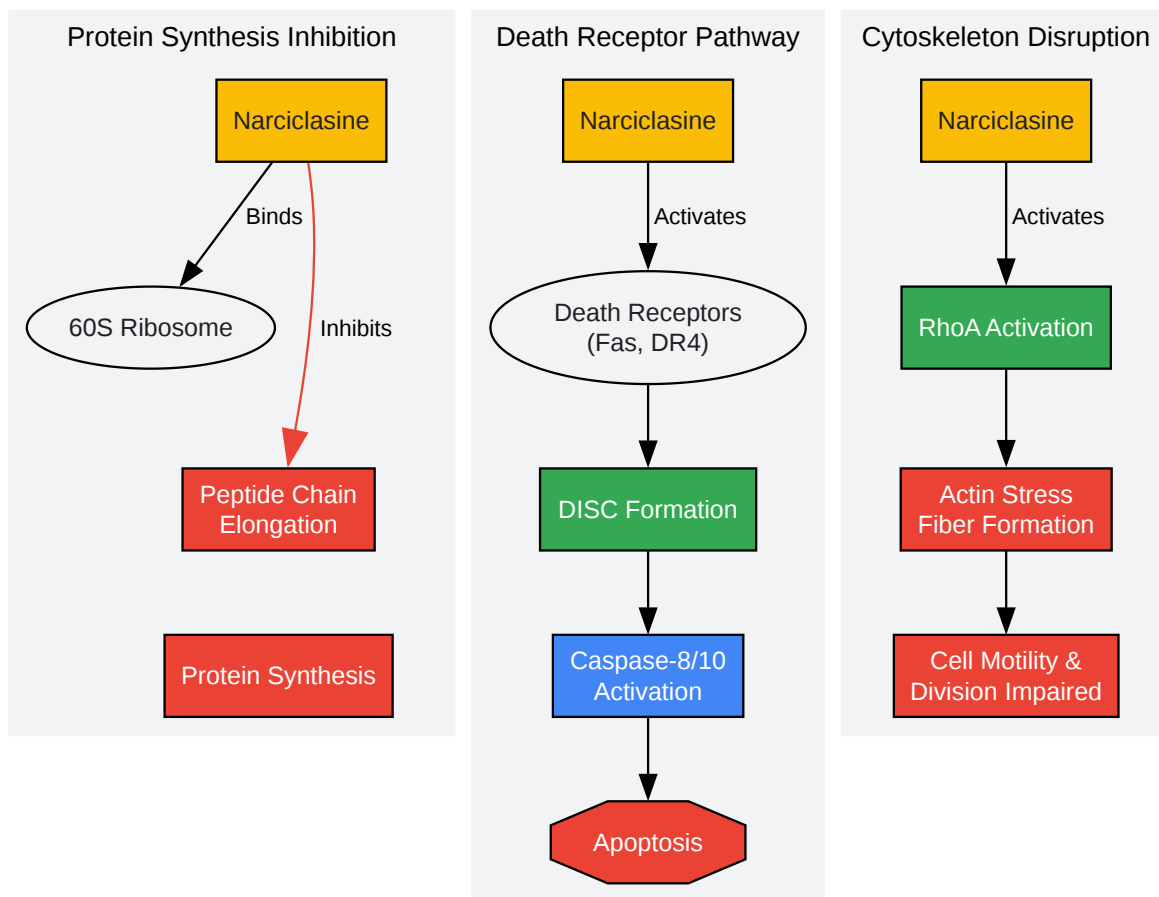 Protein Synthesis Inhibition
Narciclasine
Binds
60S Ribosome
Inhibits
Peptide Chain
Elongation
Protein Synthesis
Death Receptor Pathway
Narciclasine
Activates
Death Receptors
(Fas, DR4)
DISC Formation
Caspase-8/10
Activation
Apoptosis
Cytoskeleton Disruption
Narciclasine
Activates
RhoA Activation
Actin Stress
Fiber Formation
Cell Motility &
Division Impaired